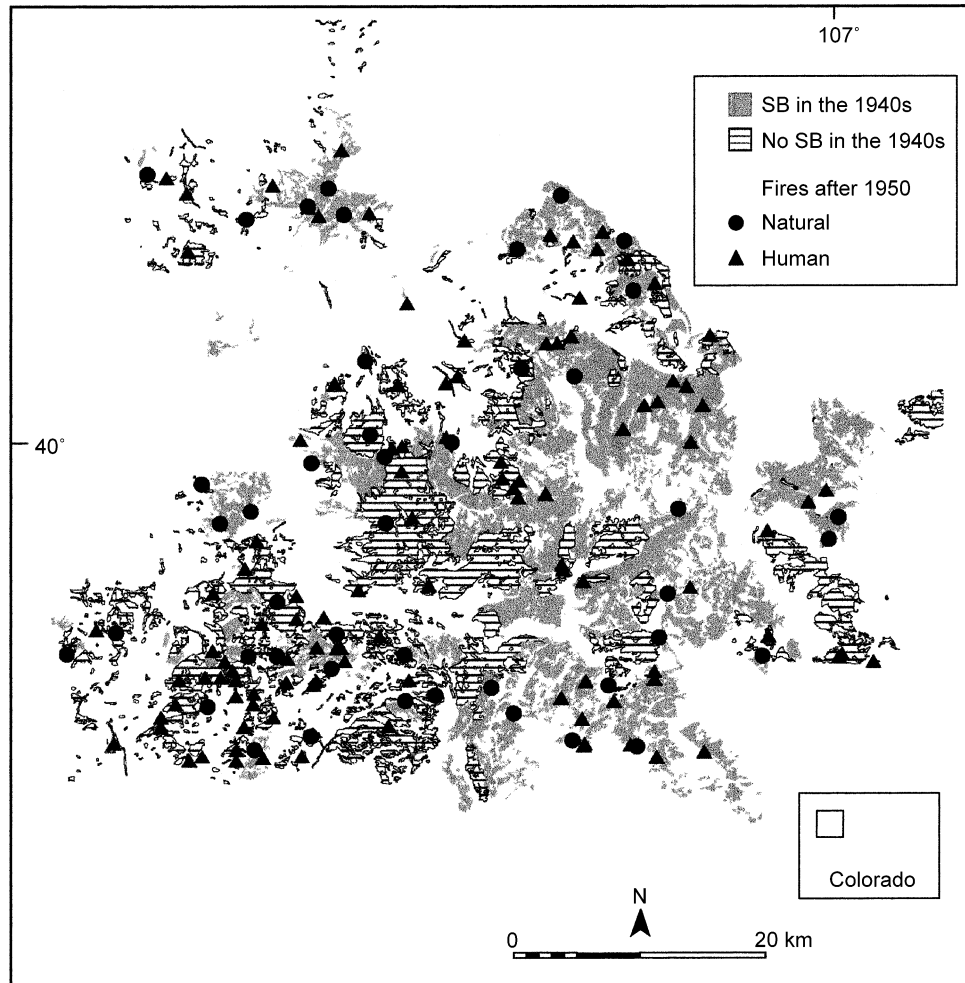 107°
SB in the 1940s
No SB in the 1940s
Fires after 1950
Natural
Human
40°
Colorado
N
0 20 km